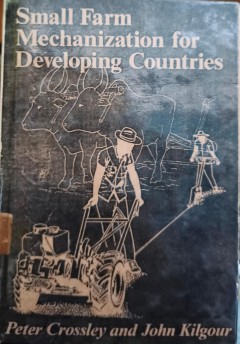 Small Farm
Mechanization for
Developing Countries
Peter Crossley and John Kilgour